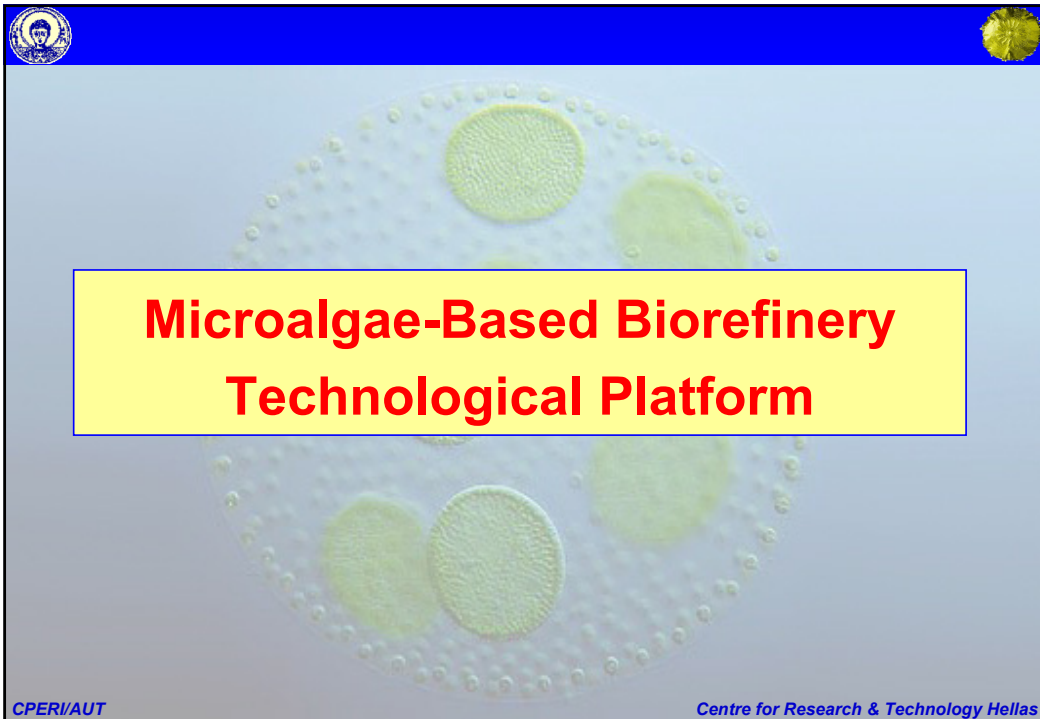 Microalgae-Based Biorefinery
Technological Platform
CPERI/AUT
Centre for Research & Technology Hellas